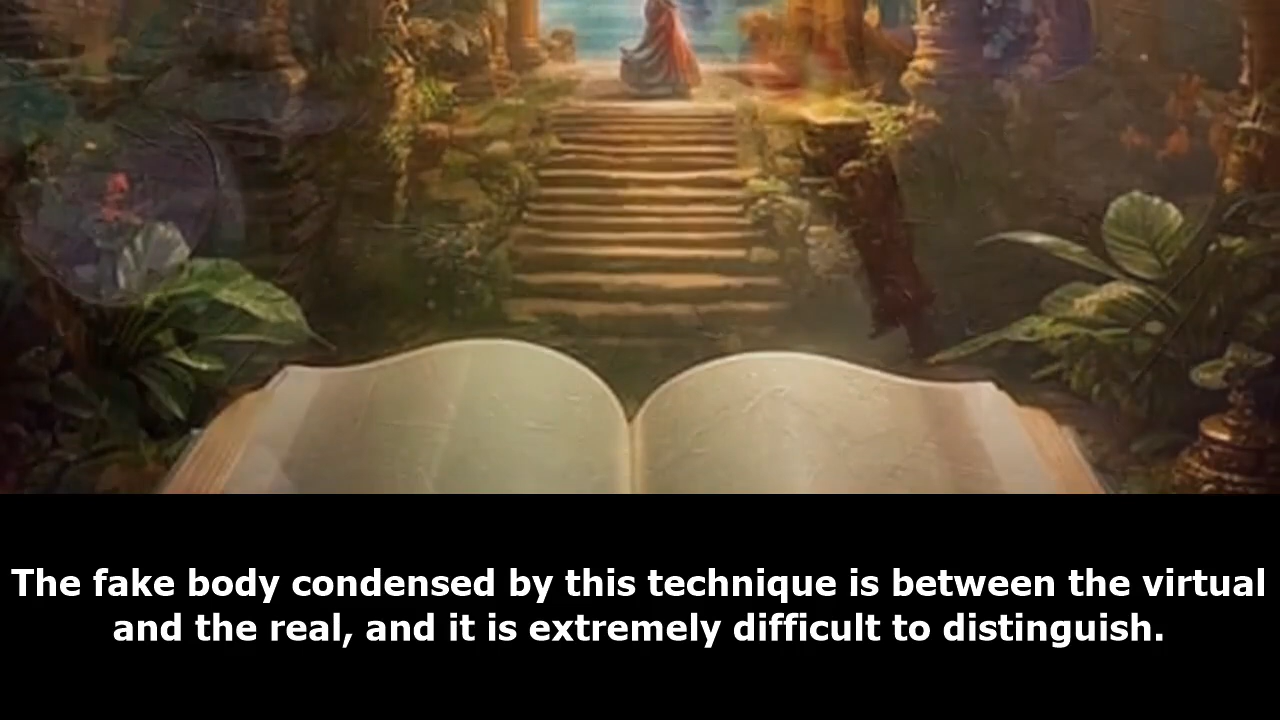 The fake body condensed by this technique is between the virtual
and the real, and it is extremely difficult to distinguish.